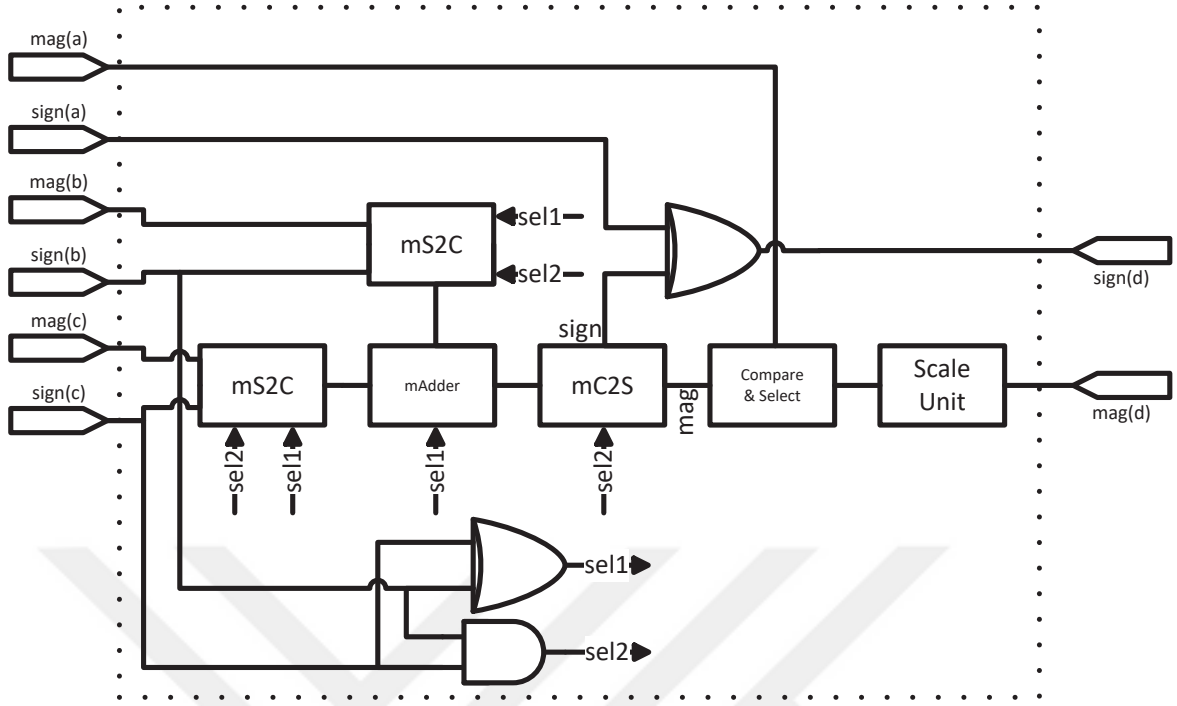 mag(a)
sign(a)
mag(b)
sign(b)
mag(c)
sign(c)
mS2C
sel1
sel2
sign(d)
sign
mS2C
mAdder
mC2S
mag
Compare
& Select
Scale
Unit
mag(d)
sel2
sel1
sel1
sel2
sel1
sel2